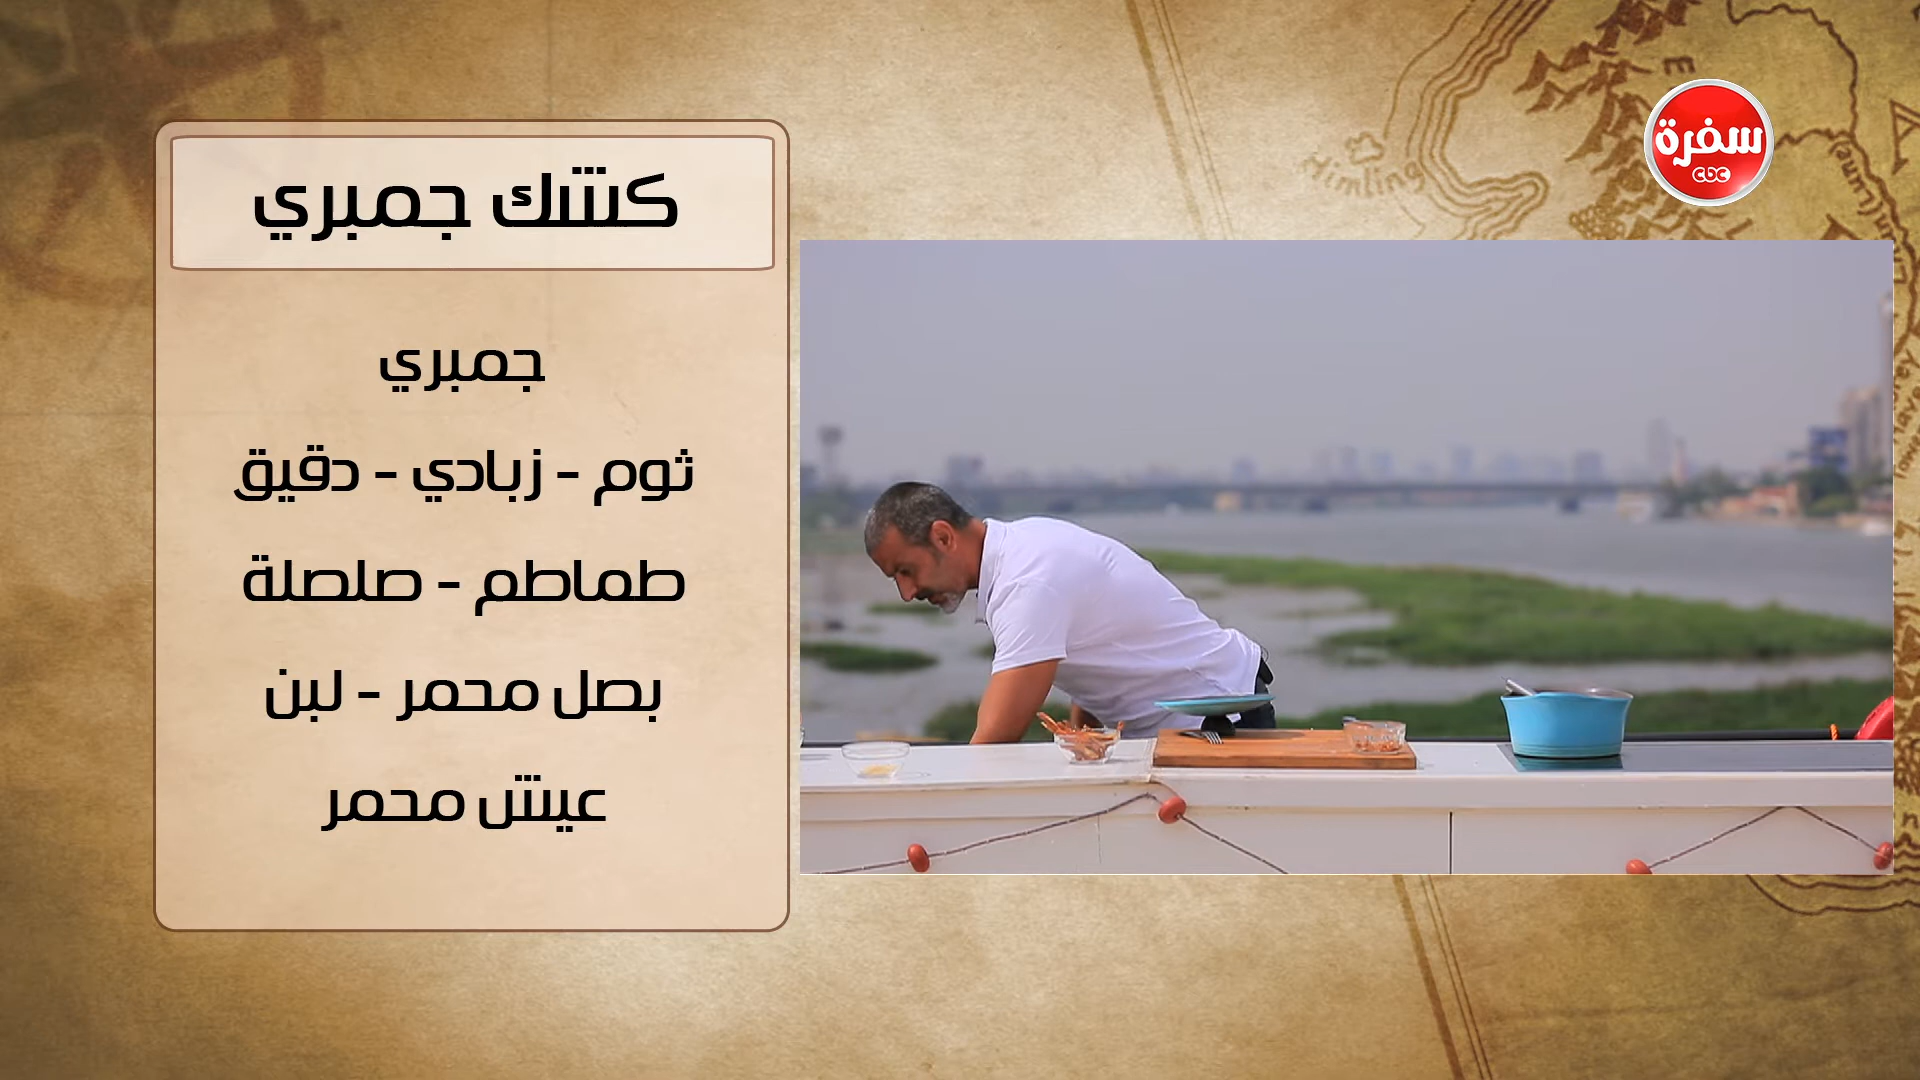 كشك جمبري
جمبري
ثوم - زبادي - دقيق
طماطم - صلصلة
بصل محمر - لبن
عيش محمر
سفرة
cbc